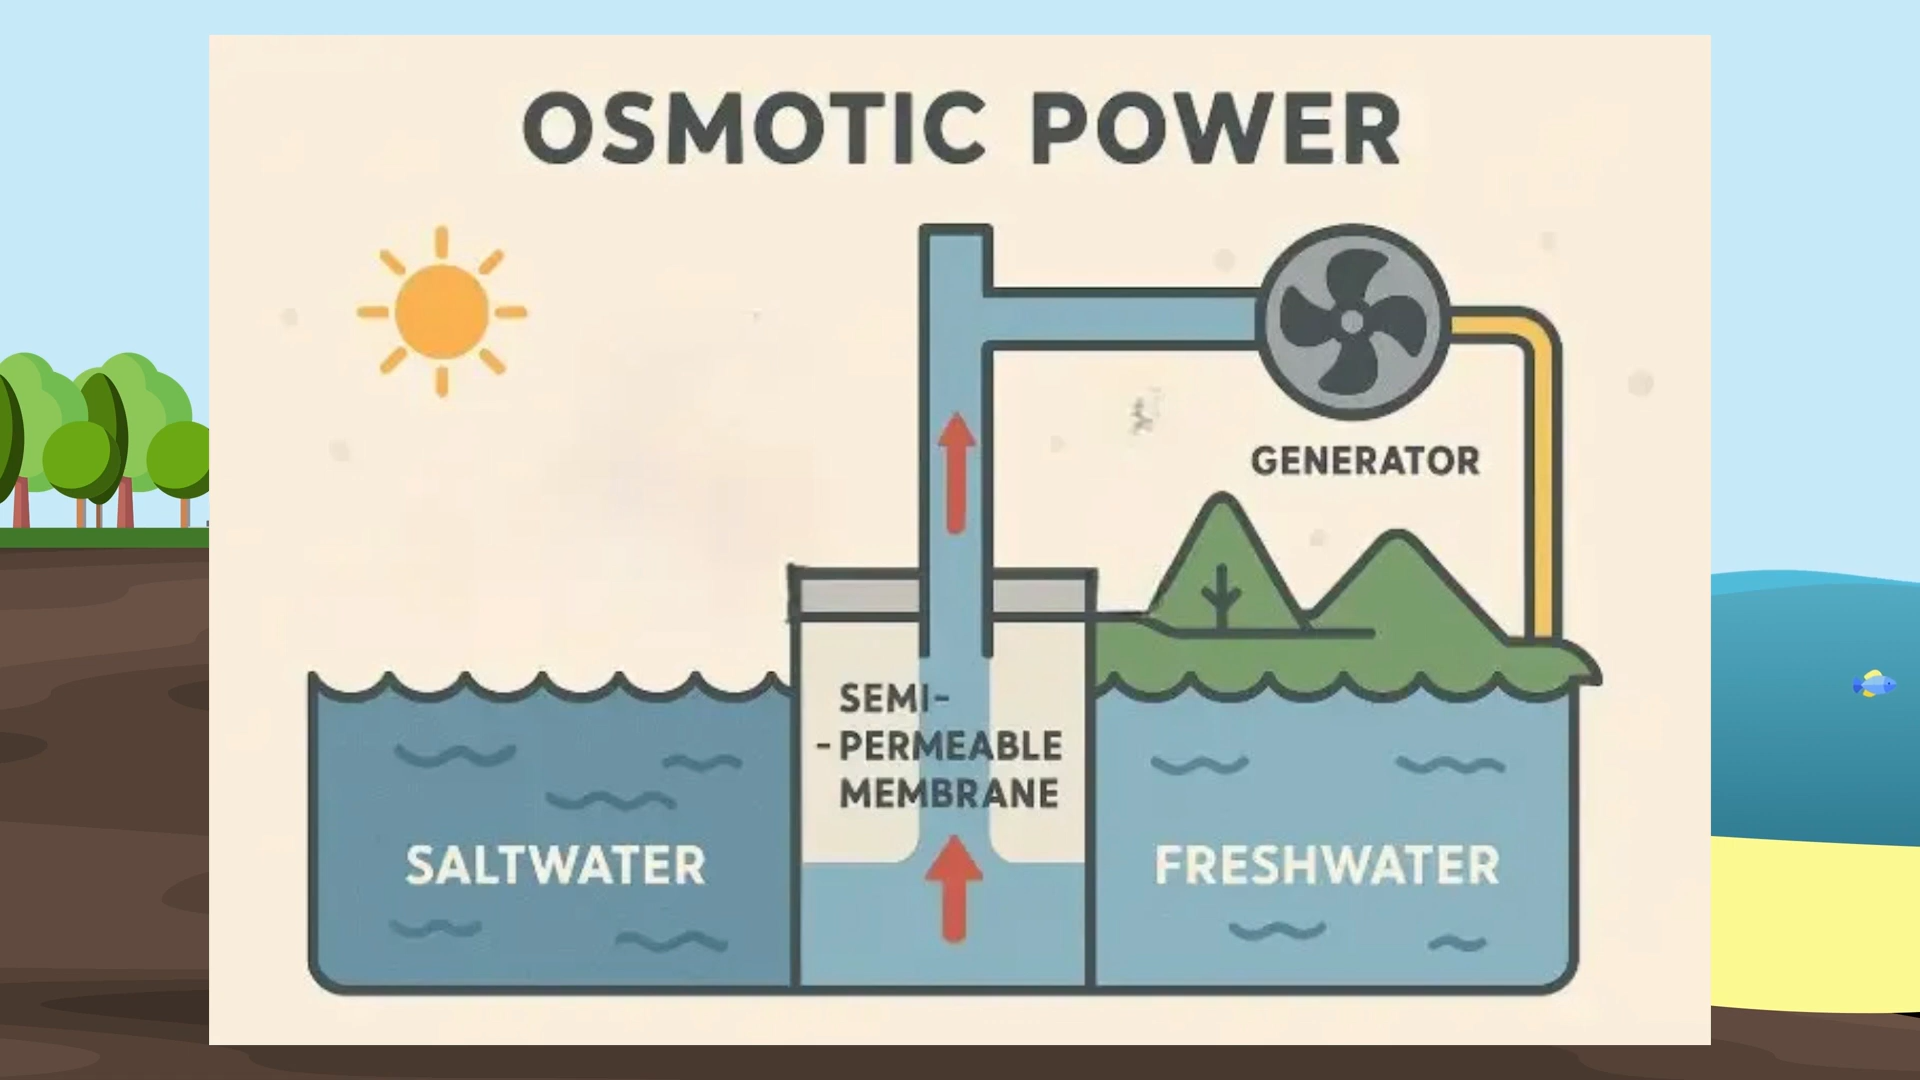 OSMOTIC POWER
GENERATOR
SEMI-
-PERMEABLE
MEMBRANE
SALTWATER
FRESHWATER